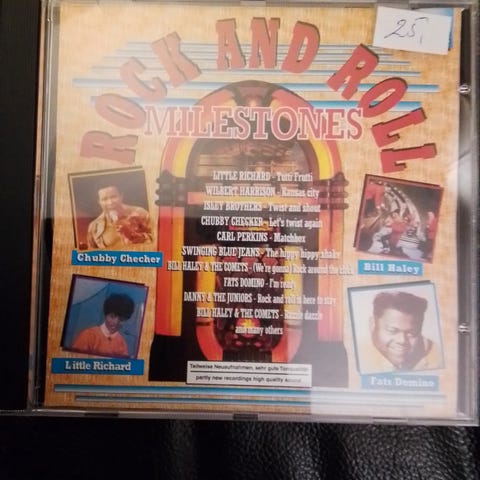 25,
ROCK AND ROLL
MILESTONES
LITTLE RICHARD - Tutti Frutti
WILBERT HARRISON - Kansas city
ISLEY BROTHERS - Twist and shout
CHUBBY CHECKER - Let's twist again
CARL PERKINS - Matchbox
SWINGING BLUE JEANS - The hippy hippy shake
BILL HALEY & THE COMETS - (We're gonna) Rock around the clock
FATS DOMINO - I'm ready
DANNY & THE JUNIORS - Rock and roll is here to stay
BILL HALEY & THE COMETS - Razzle dazzle
and many others
Chubby Checher
Bill Haley
Little Richard
Fats Domino
Teilweise Neuaufnahmen, sehr gute Tonqualität
partly new recordings high quality sound